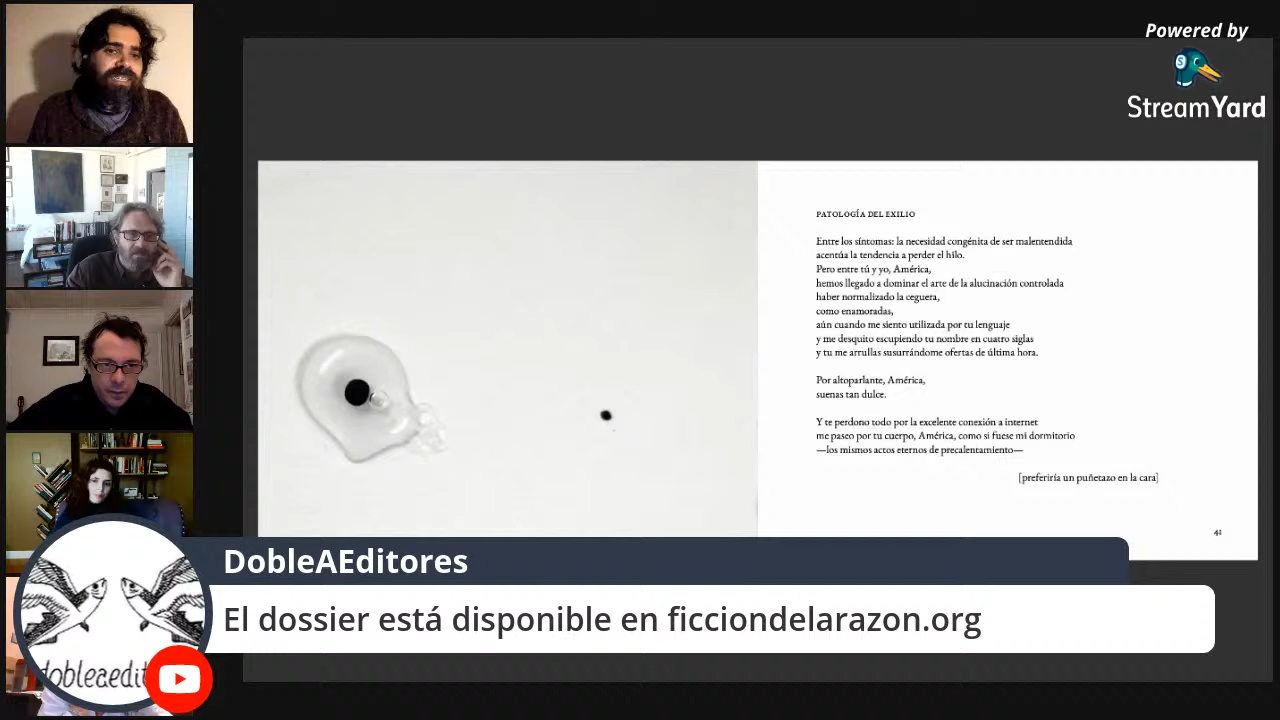 Powered by
StreamYard
PATOLOGÍA DEL EXILIO
Entre los síntomas: la necesidad congénita de ser malentendida
acentúa la tendencia a perder el hilo.
Pero entre tú y yo, América,
hemos llegado a dominar el arte de la alucinación controlada
haber normalizado la ceguera,
como enamoradas,
aún cuando me siento utilizada por tu lenguaje
y me desquito escupiendo tu nombre en cuatro siglas
y tu me arrullas susurrándome ofertas de última hora.
Por altoparlante, América,
suenas tan dulce.
Y te perdono todo por la excelente conexión a internet
me paseo por tu cuerpo, América, como si fuese mi dormitorio
—los mismos actos eternos de precalentamiento—
[preferiría un puñetazo en la cara]
41
DobleAEditores
El dossier está disponible en ficciondelarazon.org
dobleaedit